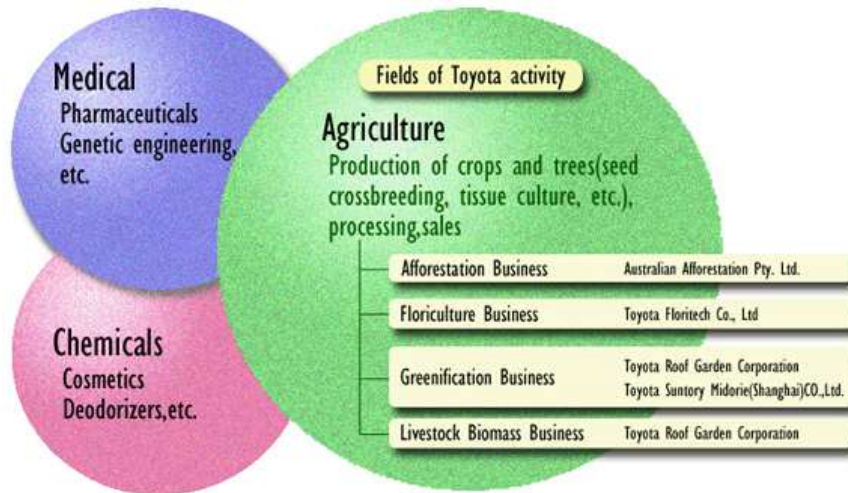 Medical
Pharmaceuticals
Genetic engineering,
etc.
Chemicals
Cosmetics
Deodorizers,etc.
Fields of Toyota activity
Agriculture
Production of crops and trees(seed
crossbreeding, tissue culture, etc.),
processing,sales
Afforestation Business Australian Afforestation Pty. Ltd.
Floriculture Business Toyota Floritech Co., Ltd
Greenification Business Toyota Roof Garden Corporation
Toyota Suntory Midorie(Shanghai)CO.,Ltd.
Livestock Biomass Business Toyota Roof Garden Corporation